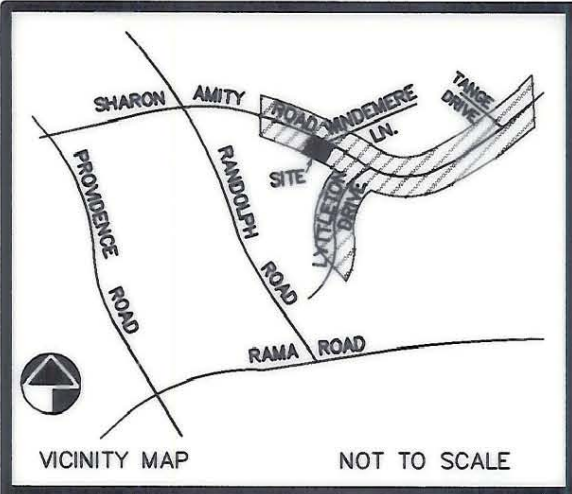 SHARON AMITY ROAD
WINDEMERE
LN.
TANGE
DRIVE
SITE
LYTTLETON
DRIVE
PROVIDENCE
ROAD
RANDOLPH
ROAD
RAMA ROAD
VICINITY MAP
NOT TO SCALE